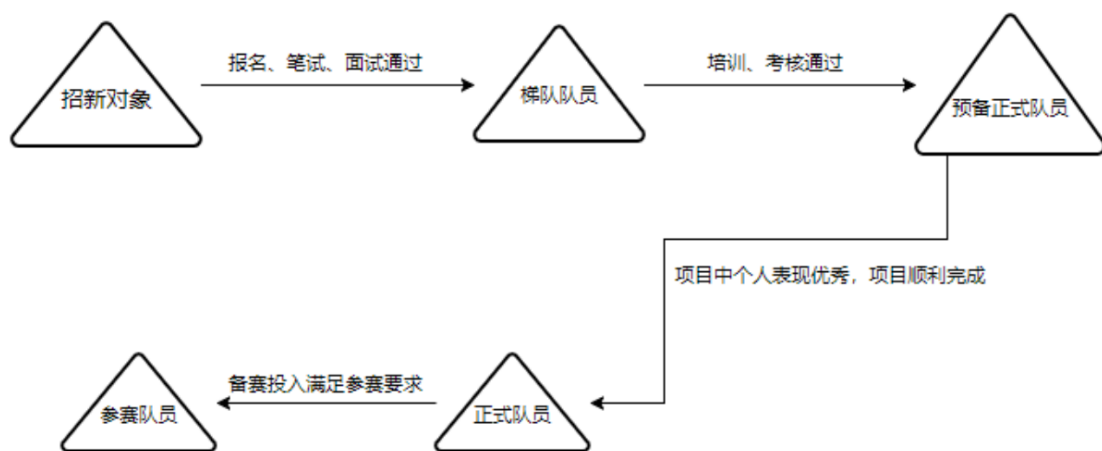 招新对象
报名、笔试、面试通过
梯队队员
培训、考核通过
预备正式队员
项目中个人表现优秀，项目顺利完成
正式队员
备赛投入满足参赛要求
参赛队员